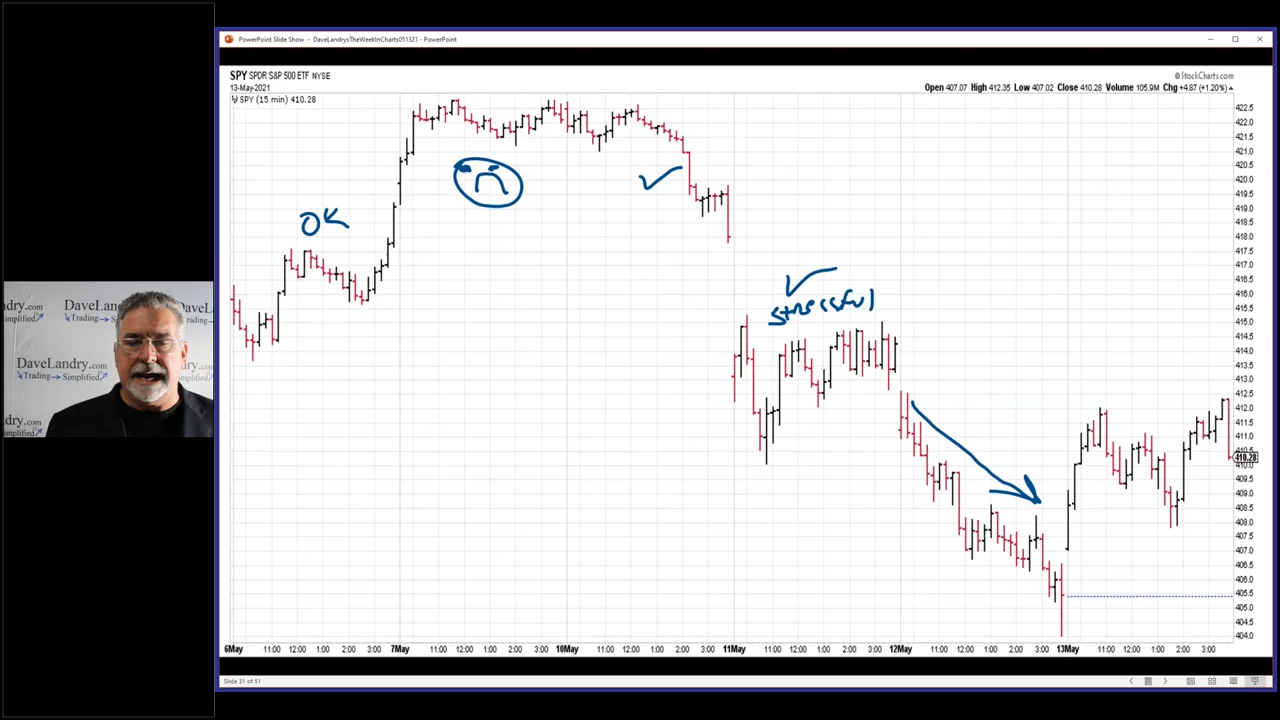 PowerPoint Slide Show - DaveLandrysTheWeekInCharts051321 - PowerPoint
SPY SPDR S&P 500 ETF NYSE
© StockCharts.com
13-May-2021
Open 407.07 High 412.35 Low 407.02 Close 410.28 Volume 105.9M Chg +4.87 (+1.20%)
SPY (15 min) 410.28
OK
stressful
422.5
422.0
421.5
421.0
420.5
420.0
419.5
419.0
418.5
418.0
417.5
417.0
416.5
416.0
415.5
415.0
414.5
414.0
413.5
413.0
412.5
412.0
411.5
411.0
410.5
410.28
410.0
409.5
409.0
408.5
408.0
407.5
407.0
406.5
406.0
405.5
405.0
404.5
404.0
6May 11:00 12:00 1:00 2:00 3:00 7May 11:00 12:00 1:00 2:00 3:00 10May 11:00 12:00 1:00 2:00 3:00 11May 11:00 12:00 1:00 2:00 3:00 12May 11:00 12:00 1:00 2:00 3:00 13May 11:00 12:00 1:00 2:00 3:00
ndry.com DaveLandry
Simplified Trading
DaveLandry.com
Trading Simplified
ndry.com
Simplified
Slide 31 of 51